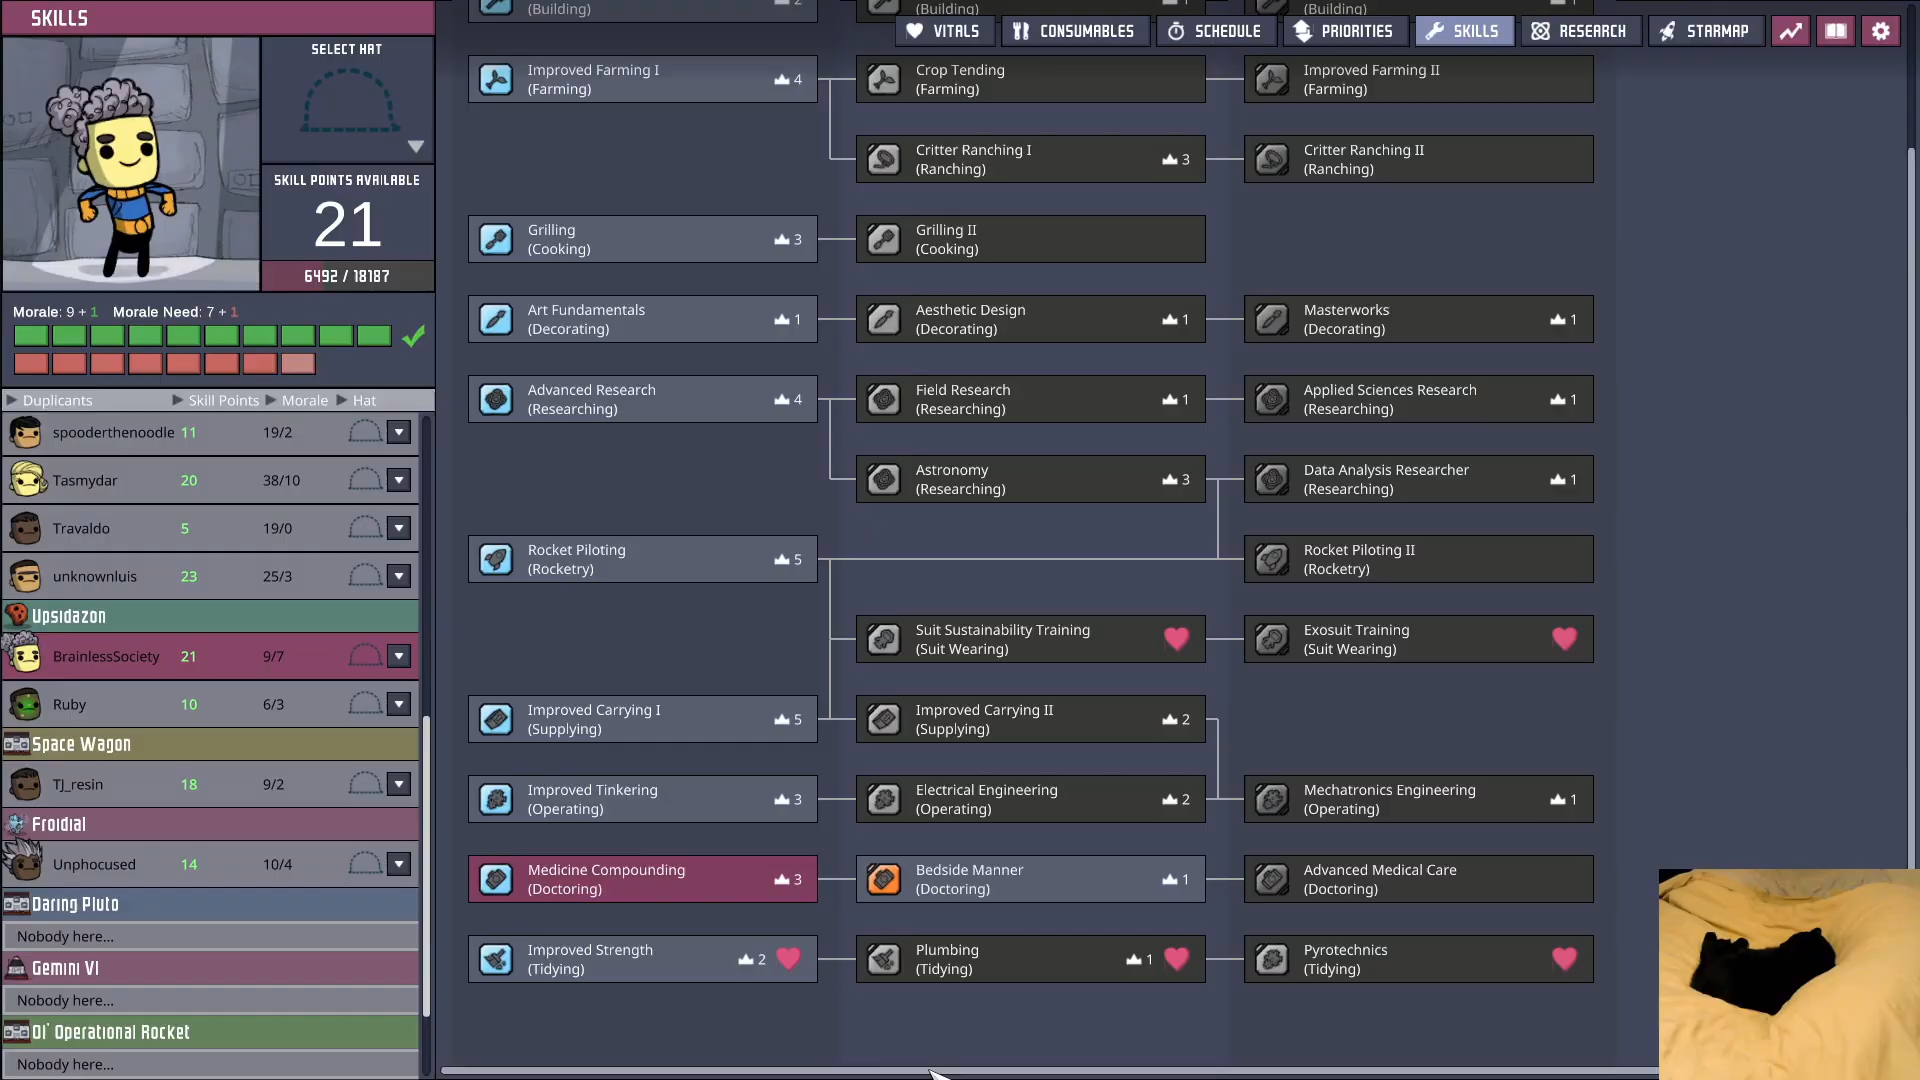 SKILLS
SELECT HAT
SKILL POINTS AVAILABLE
21
6492 / 18187
Morale: 9 + 1 Morale Need: 7 + 1
Duplicants Skill Points Morale Hat
spooderthenoodle 11 19/2
Tasmydar 20 38/10
Travaldo 5 19/0
unknownluis 23 25/3
Upsidazon
BrainlessSociety 21 9/7
Ruby 10 6/3
Space Wagon
TJ_resin 18 9/2
Froidial
Unphocused 14 10/4
Daring Pluto
Nobody here...
Gemini VI
Nobody here...
Ol' Operational Rocket
Nobody here...
VITALS CONSUMABLES SCHEDULE PRIORITIES SKILLS RESEARCH STARMAP
(Building) 2
(Building) 1
(Building) 1
Improved Farming I
(Farming) 4
Crop Tending
(Farming)
Improved Farming II
(Farming)
Critter Ranching I
(Ranching) 3
Critter Ranching II
(Ranching)
Grilling
(Cooking) 3
Grilling II
(Cooking)
Art Fundamentals
(Decorating) 1
Aesthetic Design
(Decorating) 1
Masterworks
(Decorating) 1
Advanced Research
(Researching) 4
Field Research
(Researching) 1
Applied Sciences Research
(Researching) 1
Astronomy
(Researching) 3
Data Analysis Researcher
(Researching) 1
Rocket Piloting
(Rocketry) 5
Rocket Piloting II
(Rocketry)
Suit Sustainability Training
(Suit Wearing)
Exosuit Training
(Suit Wearing)
Improved Carrying I
(Supplying) 5
Improved Carrying II
(Supplying) 2
Improved Tinkering
(Operating) 3
Electrical Engineering
(Operating) 2
Mechatronics Engineering
(Operating) 1
Medicine Compounding
(Doctoring) 3
Bedside Manner
(Doctoring) 1
Advanced Medical Care
(Doctoring)
Improved Strength
(Tidying) 2
Plumbing
(Tidying) 1
Pyrotechnics
(Tidying)